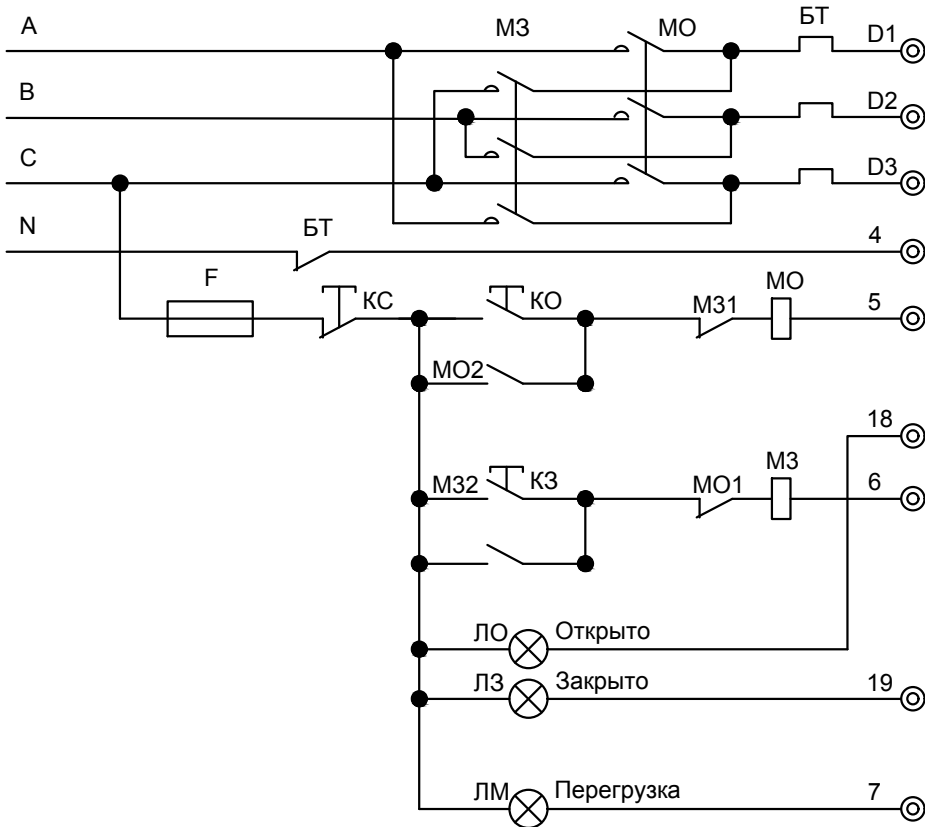 A
МЗ
МО
БТ
D1
B
D2
C
D3
N
БТ
4
F
КС
КО
МЗ1
МО
5
МО2
18
МЗ2
КЗ
МО1
МЗ
6
ЛО
Открыто
ЛЗ
Закрыто
19
ЛМ
Перегрузка
7